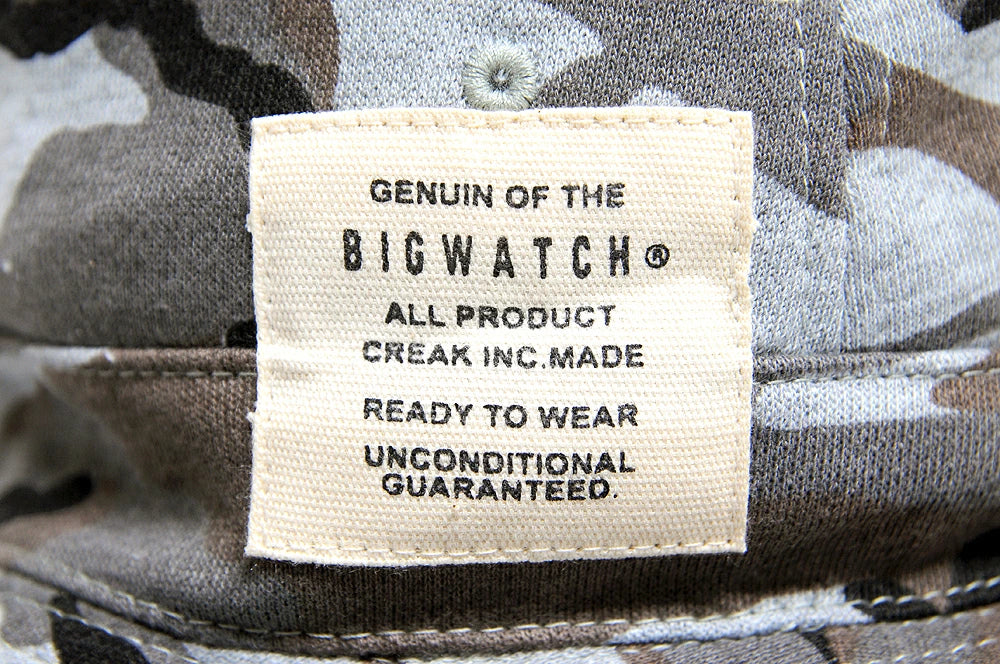 GENUIN OF THE
BIGWATCH®
ALL PRODUCT
CREAK INC.MADE
READY TO WEAR
UNCONDITIONAL
GUARANTEED.